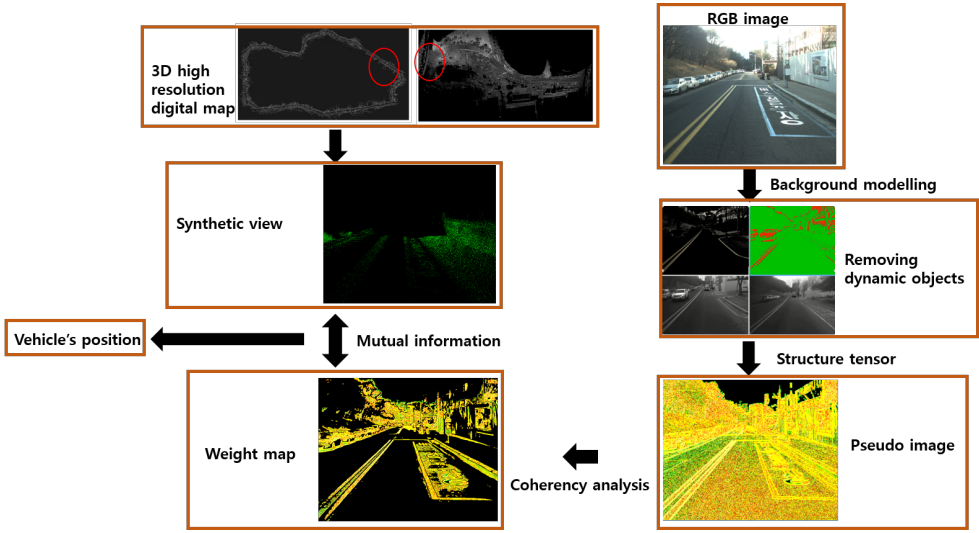 RGB image
3D high
resolution
digital map
Background modelling
Synthetic view
Removing
dynamic objects
Vehicle's position
Mutual information
Structure tensor
Weight map
Pseudo image
Coherency analysis